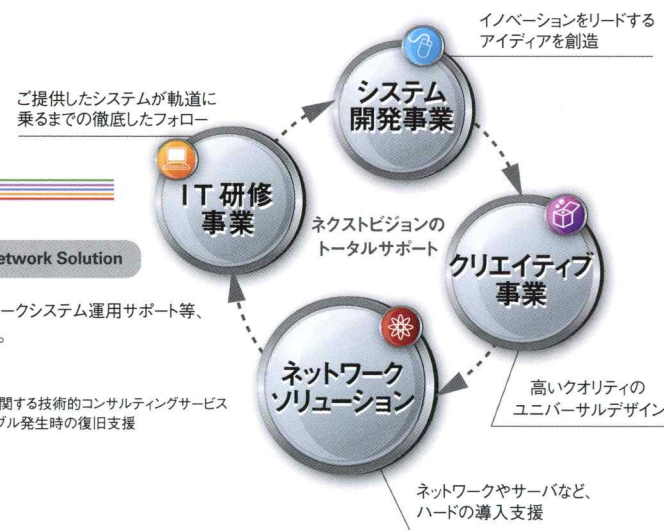 イノベーションをリードする
アイディアを創造
システム
開発事業
ご提供したシステムが軌道に
乗るまでの徹底したフォロー
IT研修
事業
ネクストビジョンの
トータルサポート
クリエイティブ
事業
etwork Solution
ークシステム運用サポート等、
。
ネットワーク
ソリューション
高いクオリティの
ユニバーサルデザイン
関する技術的コンサルティングサービス
ブル発生時の復旧支援
ネットワークやサーバなど、
ハードの導入支援